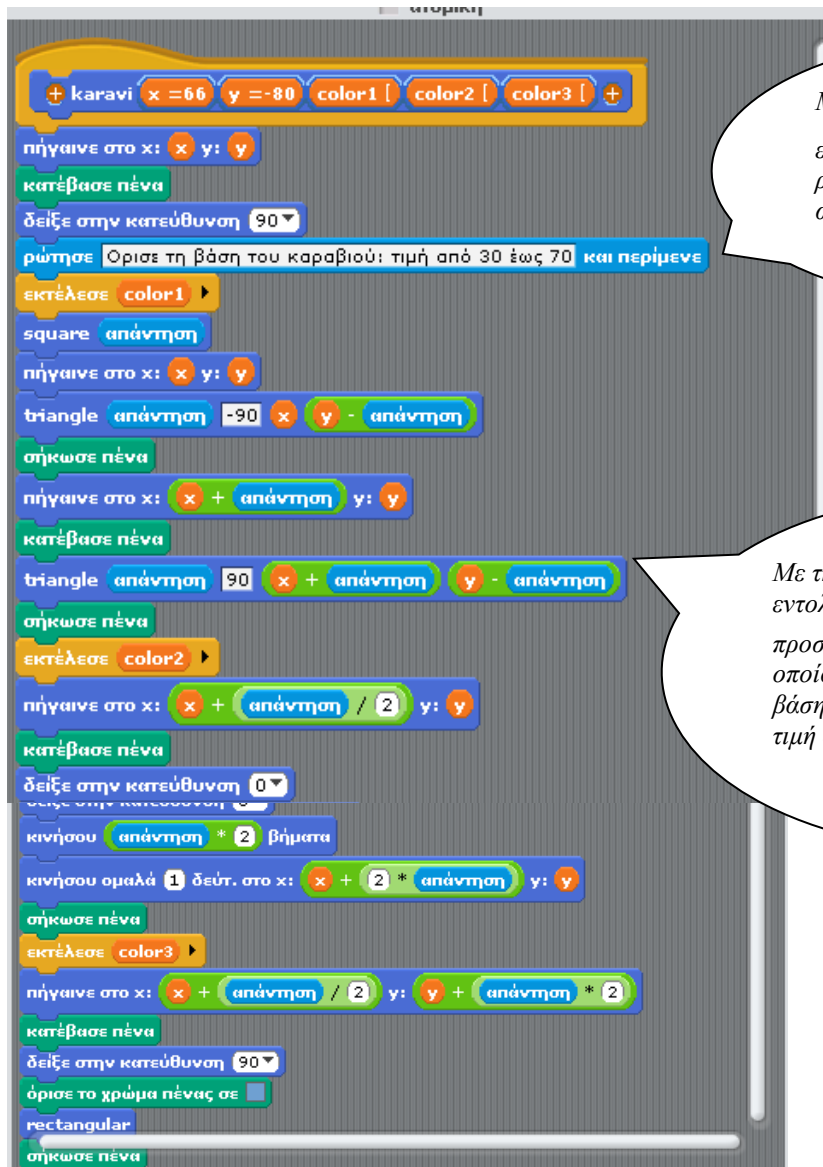 ατομική
karavi x =66 y =-80 color1 [ color2 [ color3 [
πήγαινε στο x: x y: y
κατέβασε πένα
δείξε στην κατεύθυνση 90
ρώτησε Ορισε τη βάση του καραβιού: τιμή από 30 έως 70 και περίμενε
εκτέλεσε color1
square απάντηση
πήγαινε στο x: x y: y
triangle απάντηση -90 x y - απάντηση
σήκωσε πένα
πήγαινε στο x: x + απάντηση y: y
κατέβασε πένα
triangle απάντηση 90 x + απάντηση y - απάντηση
σήκωσε πένα
εκτέλεσε color2
πήγαινε στο x: x + απάντηση / 2 y: y
κατέβασε πένα
δείξε στην κατεύθυνση 0
κινήσου απάντηση * 2 βήματα
κινήσου ομαλά 1 δεύτ. στο x: x + 2 * απάντηση y: y
σήκωσε πένα
εκτέλεσε color3
πήγαινε στο x: x + απάντηση / 2 y: y + απάντηση * 2
κατέβασε πένα
δείξε στην κατεύθυνση 90
όρισε το χρώμα πένας σε
rectangular
σήκωσε πένα
Με
εντολ
προσ
οποίο
βάση
τιμή